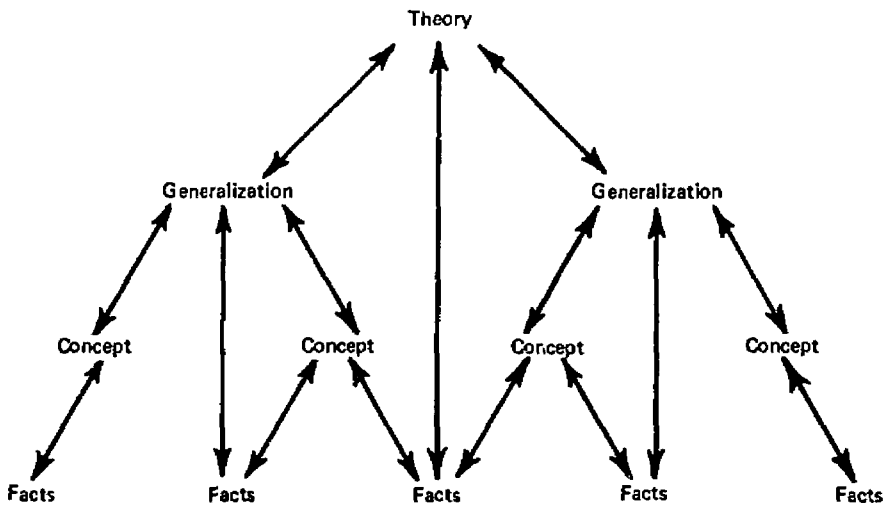 Theory
Generalization Generalization
Concept Concept Concept Concept
Facts Facts Facts Facts Facts